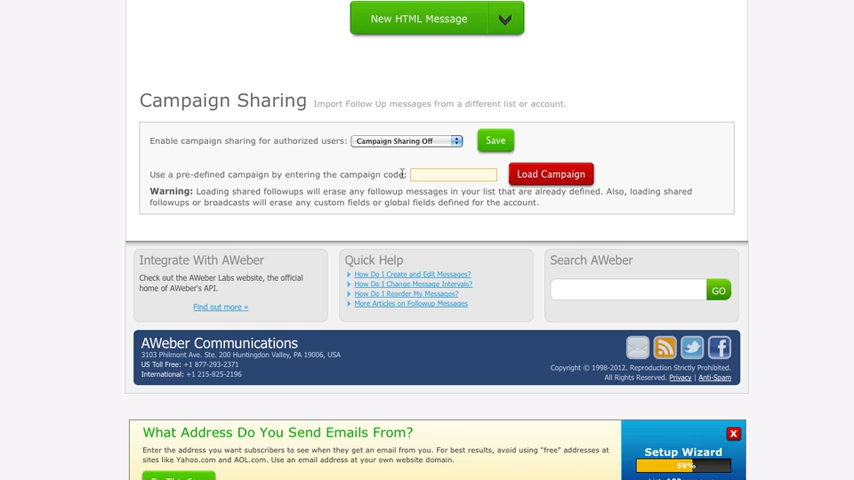 New HTML Message
Campaign Sharing Import Follow Up messages from a different list or account.
Enable campaign sharing for authorized users: Campaign Sharing Off Save
Use a pre-defined campaign by entering the campaign code: Load Campaign
Warning: Loading shared followups will erase any followup messages in your list that are already defined. Also, loading shared
followups or broadcasts will erase any custom fields or global fields defined for the account.
Integrate With AWeber
Check out the AWeber Labs website, the official
home of AWeber's API.
Find out more »
Quick Help
How Do I Create and Edit Messages?
How Do I Change Message Intervals?
How Do I Reorder My Messages?
More Articles on Followup Messages
Search AWeber
GO
AWeber Communications
3103 Philmont Ave. Ste. 200 Huntingdon Valley, PA 19006, USA
US Toll Free: +1 877-293-2371
International: +1 215-825-2196
Copyright © 1998-2012. Reproduction Strictly Prohibited.
All Rights Reserved. Privacy | Anti-Spam
What Address Do You Send Emails From?
Enter the address you want subscribers to see when they get an email from you. For best results, avoid using "free" addresses at
sites like Yahoo.com and AOL.com. Use an email address at your own website domain.
X
Setup Wizard
59%